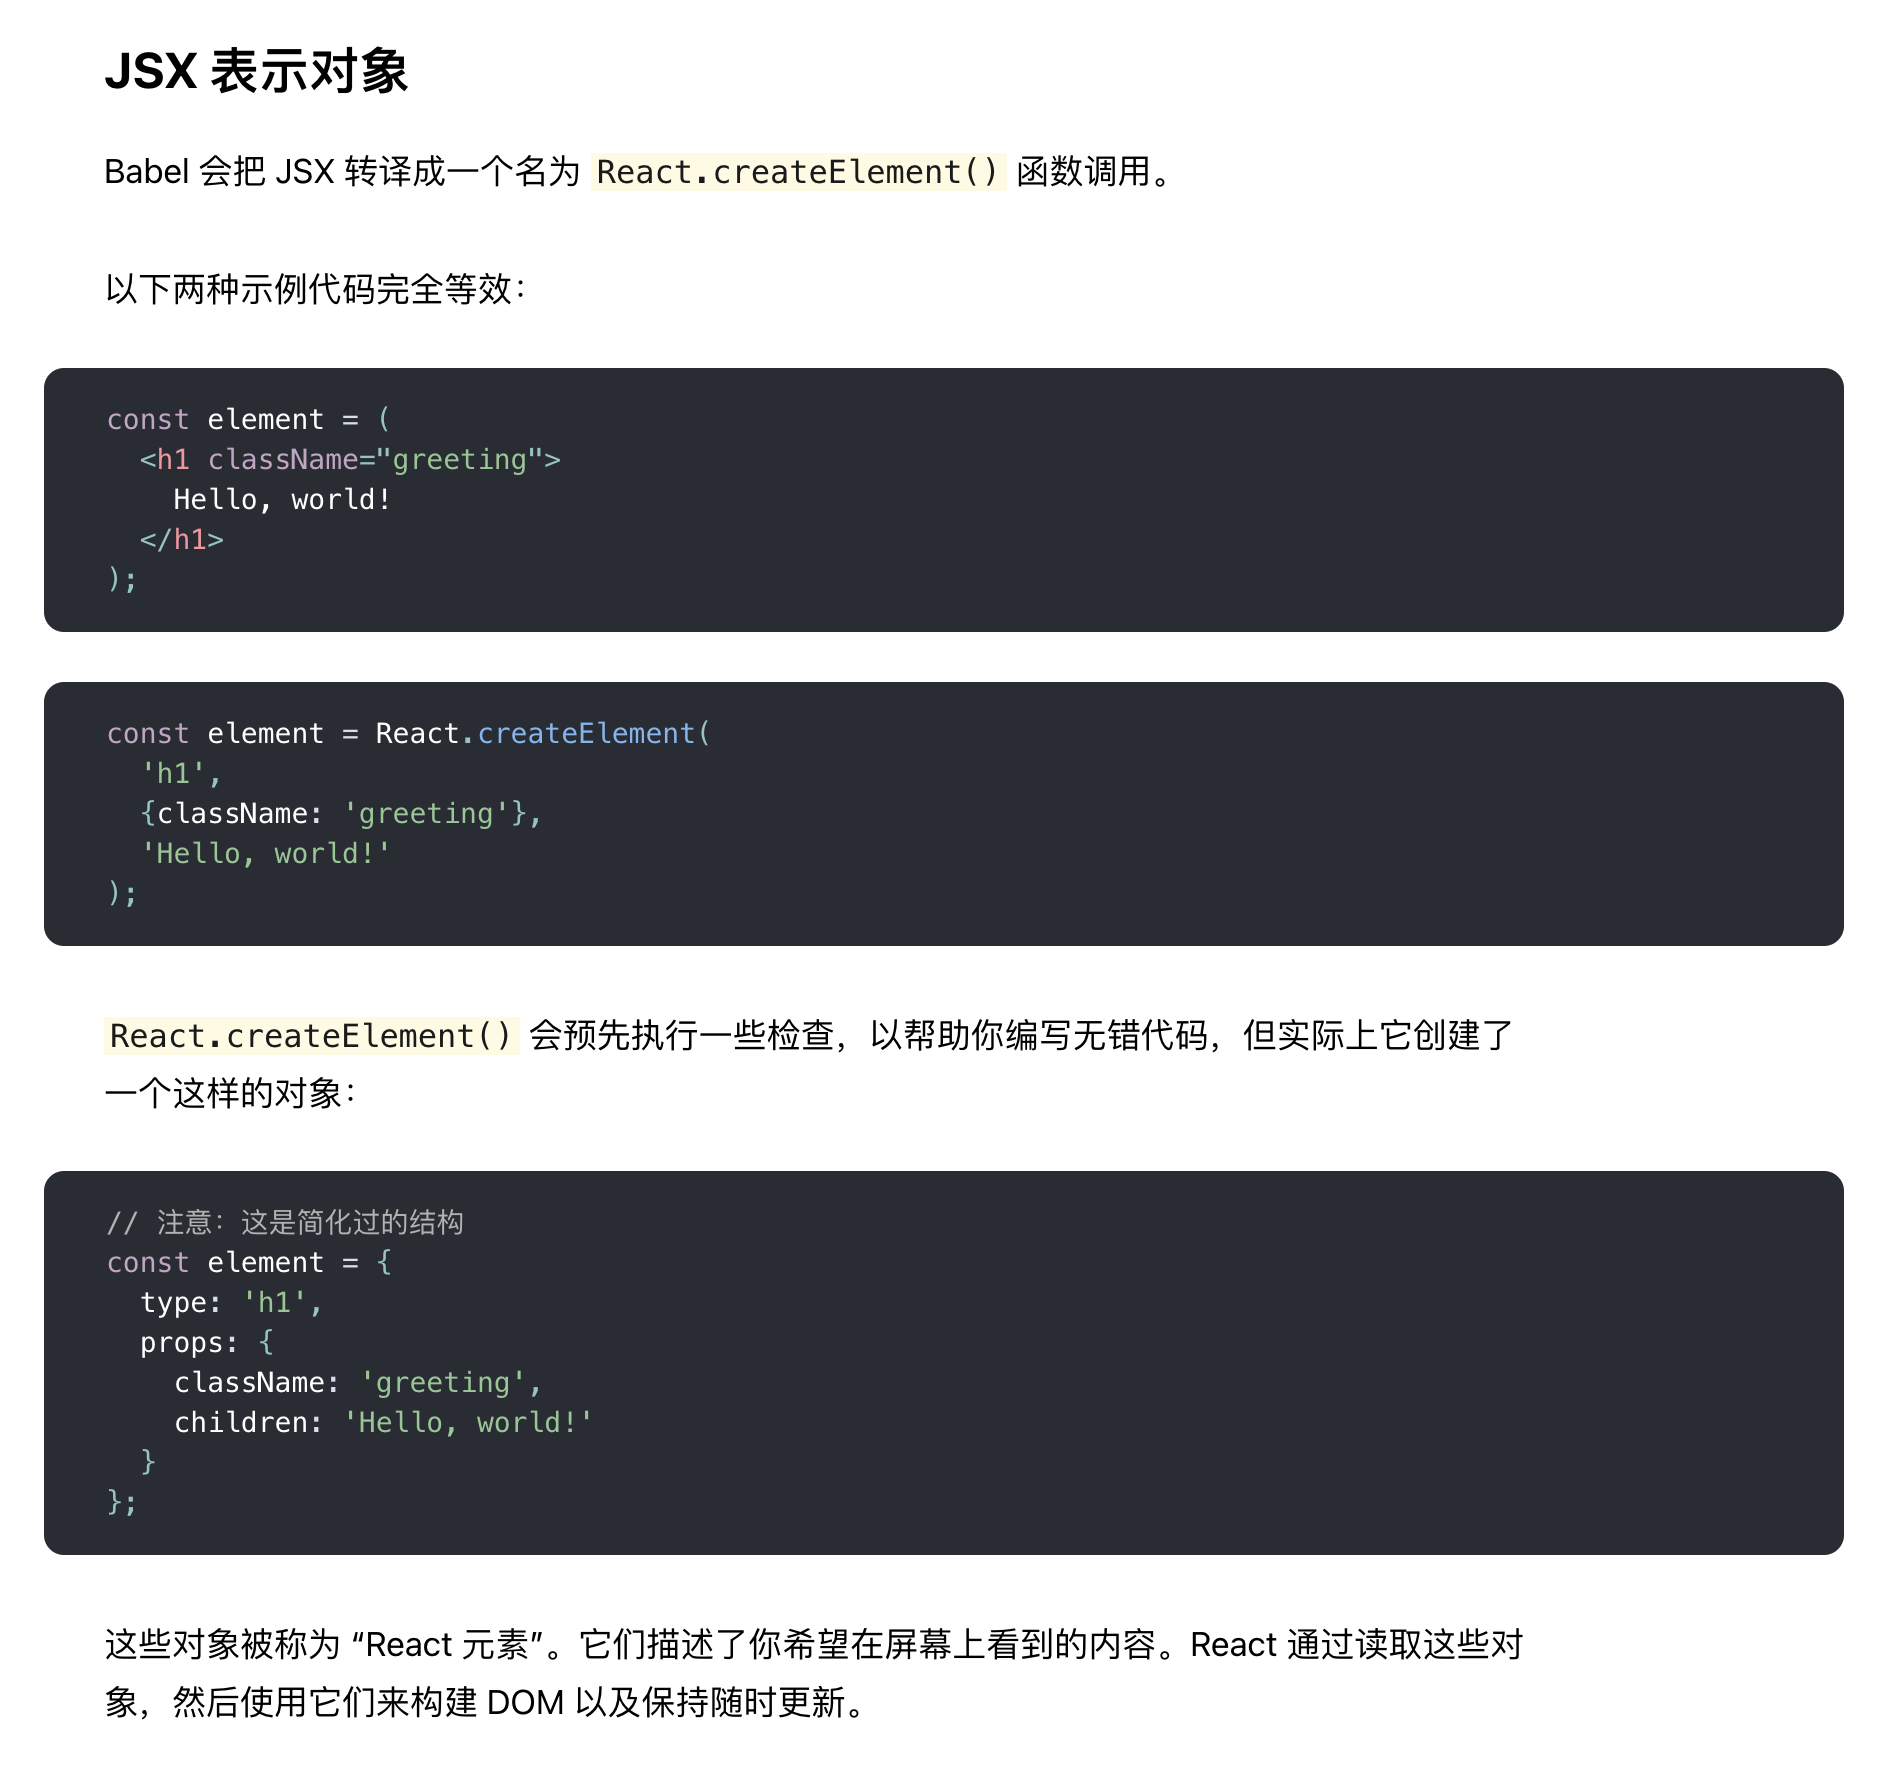 JSX 表示对象
Babel 会把 JSX 转译成一个名为 React.createElement() 函数调用。
以下两种示例代码完全等效：
const element = (
  <h1 className="greeting">
    Hello, world!
  </h1>
);
const element = React.createElement(
  'h1',
  {className: 'greeting'},
  'Hello, world!'
);
React.createElement() 会预先执行一些检查，以帮助你编写无错代码，但实际上它创建了
一个这样的对象：
// 注意：这是简化过的结构
const element = {
  type: 'h1',
  props: {
    className: 'greeting',
    children: 'Hello, world!'
  }
};
这些对象被称为 “React 元素”。它们描述了你希望在屏幕上看到的内容。React 通过读取这些对
象，然后使用它们来构建 DOM 以及保持随时更新。